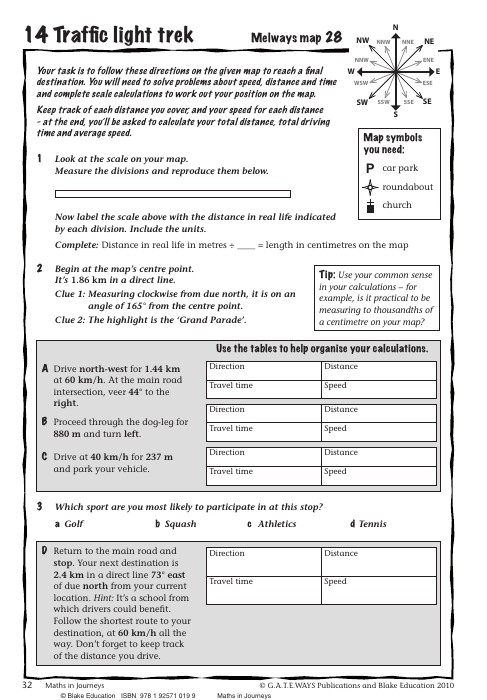 14 Traffic light trek
Melways map 28
N
NNW
NNE
NW
NE
NNW
ENE
W
E
WSW
ESE
SW
SSW
SSE
SE
S
Your task is to follow these directions on the given map to reach a final
destination. You will need to solve problems about speed, distance and time
and complete scale calculations to work out your position on the map.
Keep track of each distance you cover, and your speed for each distance
- at the end, you'll be asked to calculate your total distance, total driving
time and average speed.
Map symbols
you need:
P car park
roundabout
church
1 Look at the scale on your map.
Measure the divisions and reproduce them below.
Now label the scale above with the distance in real life indicated
by each division. Include the units.
Complete: Distance in real life in metres ÷ ____ = length in centimetres on the map
2 Begin at the map's centre point.
It's 1.86 km in a direct line.
Clue 1: Measuring clockwise from due north, it is on an
angle of 165° from the centre point.
Clue 2: The highlight is the 'Grand Parade'.
Tip: Use your common sense
in your calculations – for
example, is it practical to be
measuring to thousandths of
a centimetre on your map?
Use the tables to help organise your calculations.
A Drive north-west for 1.44 km
at 60 km/h. At the main road
intersection, veer 44° to the
right.
Direction Distance
Travel time Speed
B Proceed through the dog-leg for
880 m and turn left.
Direction Distance
Travel time Speed
C Drive at 40 km/h for 237 m
and park your vehicle.
Direction Distance
Travel time Speed
3 Which sport are you most likely to participate in at this stop?
a Golf b Squash c Athletics d Tennis
D Return to the main road and
stop. Your next destination is
2.4 km in a direct line 73° east
of due north from your current
location. Hint: It's a school from
which drivers could benefit.
Follow the shortest route to your
destination, at 60 km/h all the
way. Don't forget to keep track
of the distance you drive.
Direction Distance
Travel time Speed
32 Maths in Journeys © G.A.T.E.WAYS Publications and Blake Education 2010
© Blake Education ISBN 978 1 92571 019 9 Maths in Journeys